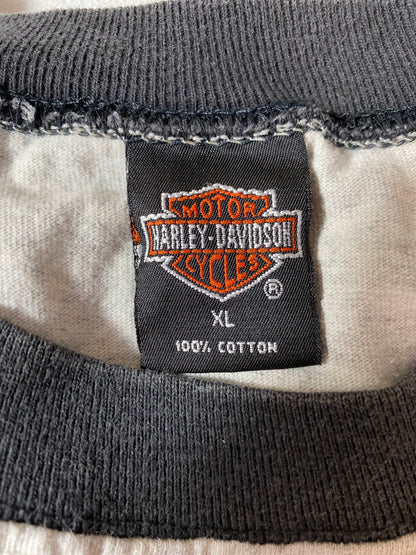 MOTOR
HARLEY-DAVIDSON
CYCLES
®
XL
100% COTTON